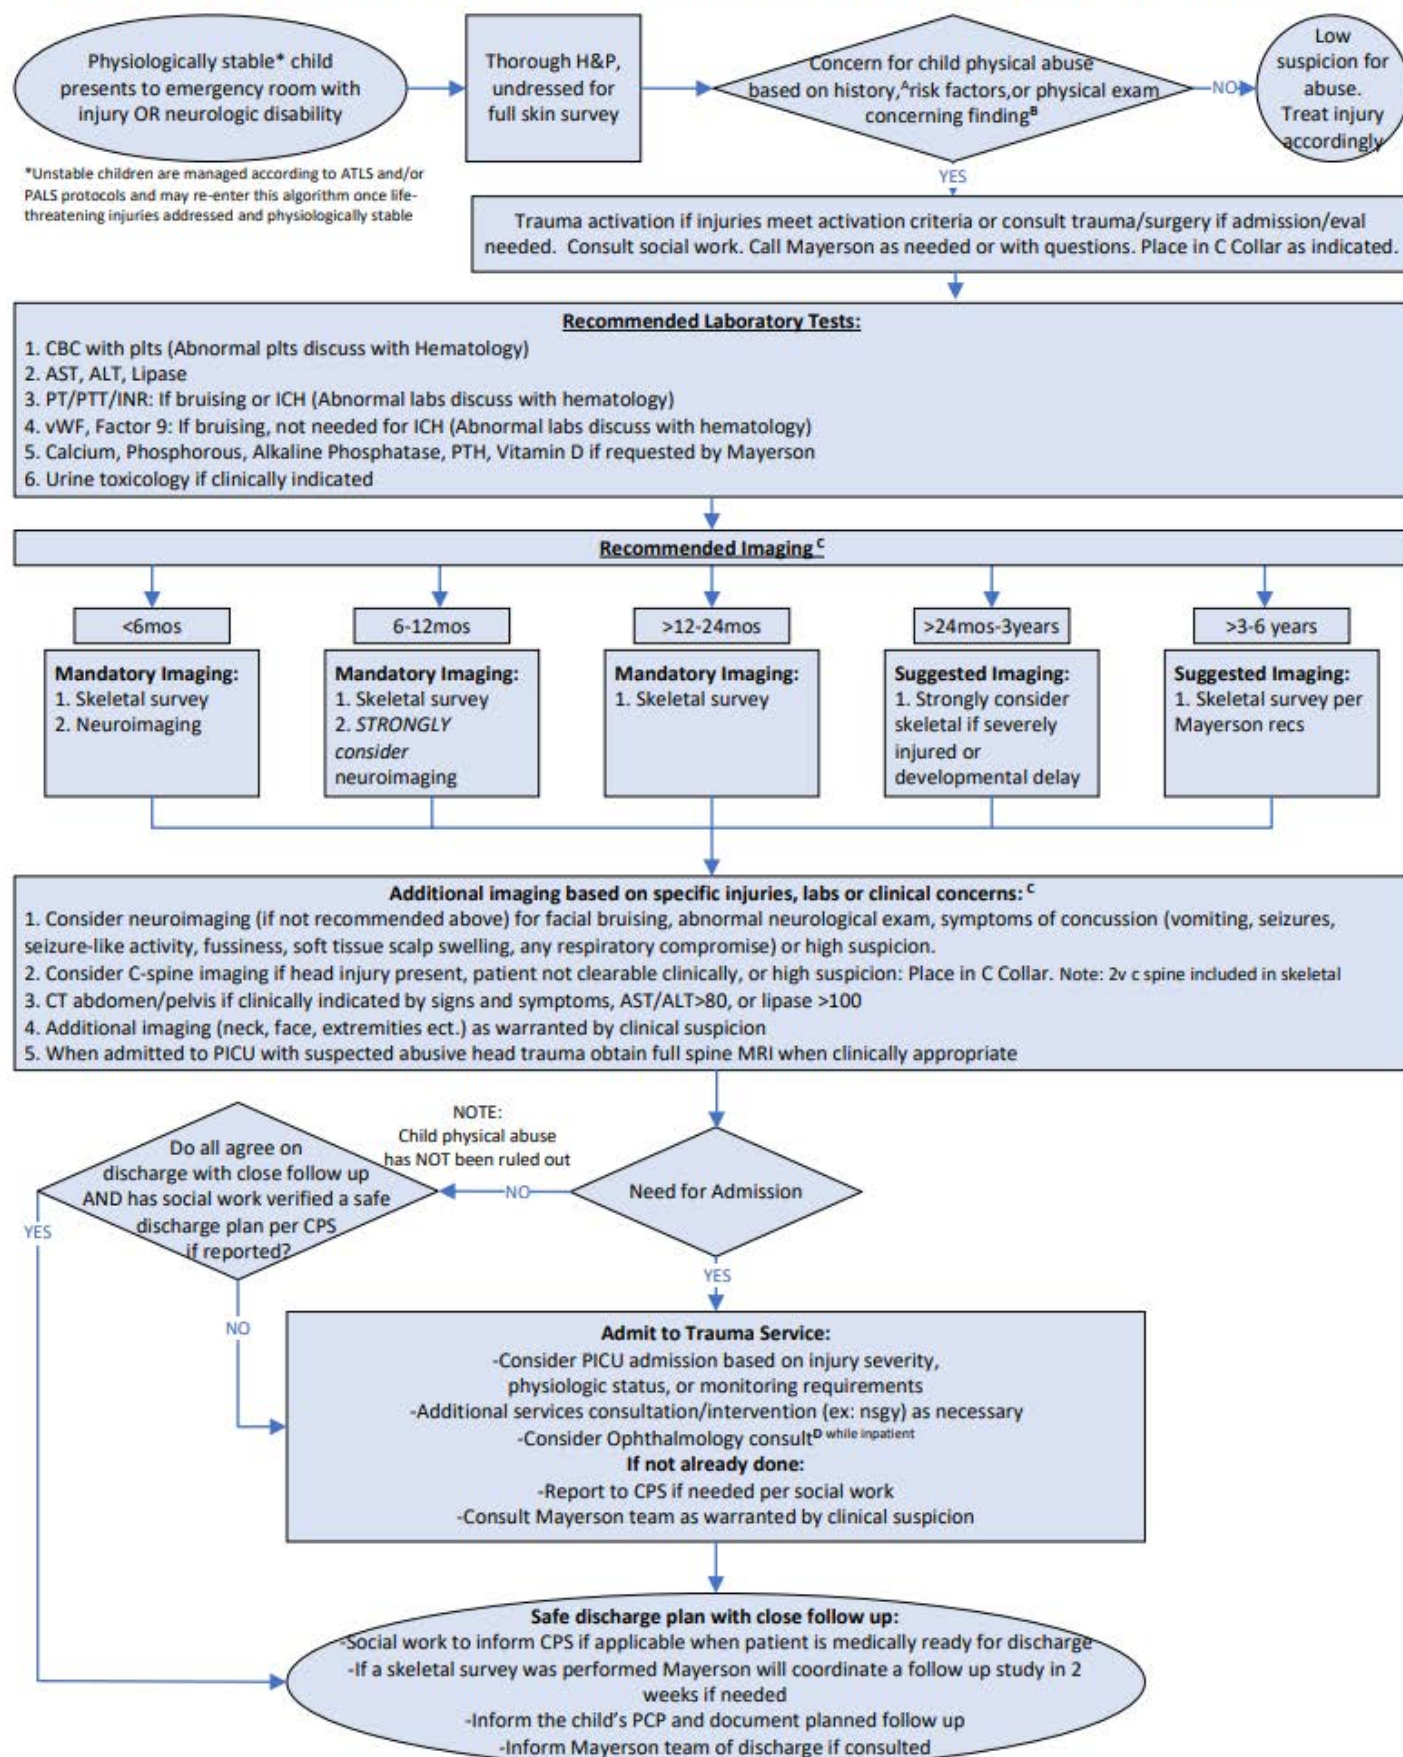 Physiologically stable* child
presents to emergency room with
injury OR neurologic disability
Thorough H&P,
undressed for
full skin survey
Concern for child physical abuse
based on history,ᴬrisk factors,or physical exam
concerning findingᴮ
NO
Low
suspicion for
abuse.
Treat injury
accordingly
*Unstable children are managed according to ATLS and/or
PALS protocols and may re-enter this algorithm once life-
threatening injuries addressed and physiologically stable
YES
Trauma activation if injuries meet activation criteria or consult trauma/surgery if admission/eval
needed. Consult social work. Call Mayerson as needed or with questions. Place in C Collar as indicated.
Recommended Laboratory Tests:
1. CBC with plts (Abnormal plts discuss with Hematology)
2. AST, ALT, Lipase
3. PT/PTT/INR: If bruising or ICH (Abnormal labs discuss with hematology)
4. vWF, Factor 9: If bruising, not needed for ICH (Abnormal labs discuss with hematology)
5. Calcium, Phosphorous, Alkaline Phosphatase, PTH, Vitamin D if requested by Mayerson
6. Urine toxicology if clinically indicated
Recommended Imaging C
<6mos
Mandatory Imaging:
1. Skeletal survey
2. Neuroimaging
6-12mos
Mandatory Imaging:
1. Skeletal survey
2. STRONGLY
consider
neuroimaging
>12-24mos
Mandatory Imaging:
1. Skeletal survey
>24mos-3years
Suggested Imaging:
1. Strongly consider
skeletal if severely
injured or
developmental delay
>3-6 years
Suggested Imaging:
1. Skeletal survey per
Mayerson recs
Additional imaging based on specific injuries, labs or clinical concerns: C
1. Consider neuroimaging (if not recommended above) for facial bruising, abnormal neurological exam, symptoms of concussion (vomiting, seizures,
seizure-like activity, fussiness, soft tissue scalp swelling, any respiratory compromise) or high suspicion.
2. Consider C-spine imaging if head injury present, patient not clearable clinically, or high suspicion: Place in C Collar. Note: 2v c spine included in skeletal
3. CT abdomen/pelvis if clinically indicated by signs and symptoms, AST/ALT>80, or lipase >100
4. Additional imaging (neck, face, extremities ect.) as warranted by clinical suspicion
5. When admitted to PICU with suspected abusive head trauma obtain full spine MRI when clinically appropriate
Need for Admission
NO
NOTE:
Child physical abuse
has NOT been ruled out
Do all agree on
discharge with close follow up
AND has social work verified a safe
discharge plan per CPS
if reported?
YES
NO
YES
Admit to Trauma Service:
-Consider PICU admission based on injury severity,
physiologic status, or monitoring requirements
-Additional services consultation/intervention (ex: nsgy) as necessary
-Consider Ophthalmology consultD while inpatient
If not already done:
-Report to CPS if needed per social work
-Consult Mayerson team as warranted by clinical suspicion
Safe discharge plan with close follow up:
-Social work to inform CPS if applicable when patient is medically ready for discharge
-If a skeletal survey was performed Mayerson will coordinate a follow up study in 2
weeks if needed
-Inform the child's PCP and document planned follow up
-Inform Mayerson team of discharge if consulted